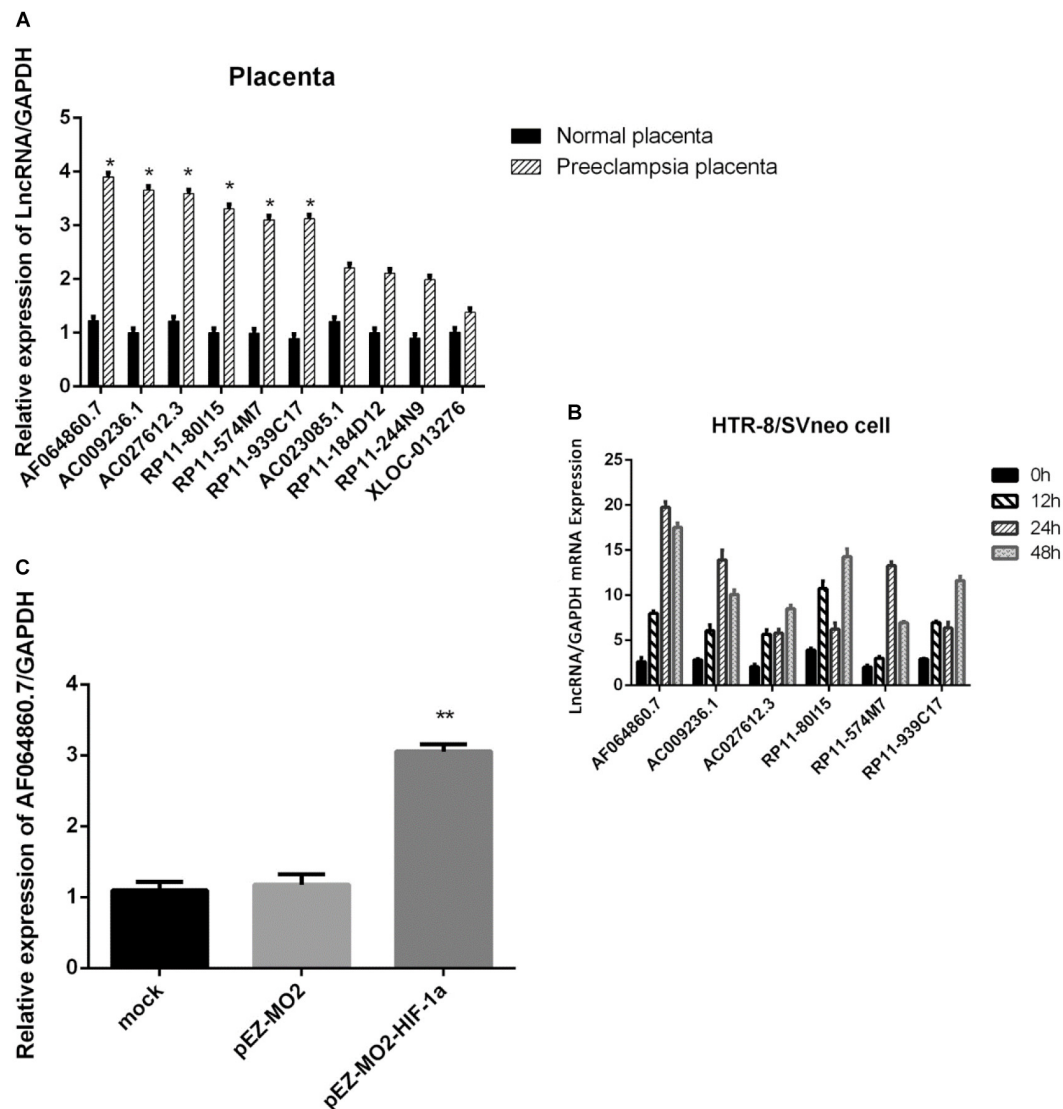 A
Placenta
Relative expression of LncRNA/GAPDH
5
4
3
2
1
0
* * * * * *
AF064860.7
AC009236.1
AC027612.3
RP11-80I15
RP11-574M7
RP11-939C17
AC023085.1
RP11-184D12
RP11-244N9
XLOC-013276
Normal placenta
Preeclampsia placenta
B
HTR-8/SVneo cell
LncRNA/GAPDH mRNA Expression
20
15
10
5
0
AF064860.7
AC009236.1
AC027612.3
RP11-80I15
RP11-574M7
RP11-939C17
0h
12h
24h
48h
C
Relative expression of AF064860.7/GAPDH
4
3
2
1
0
**
mock
pEZ-MO2
pEZ-MO2-HIF-1a